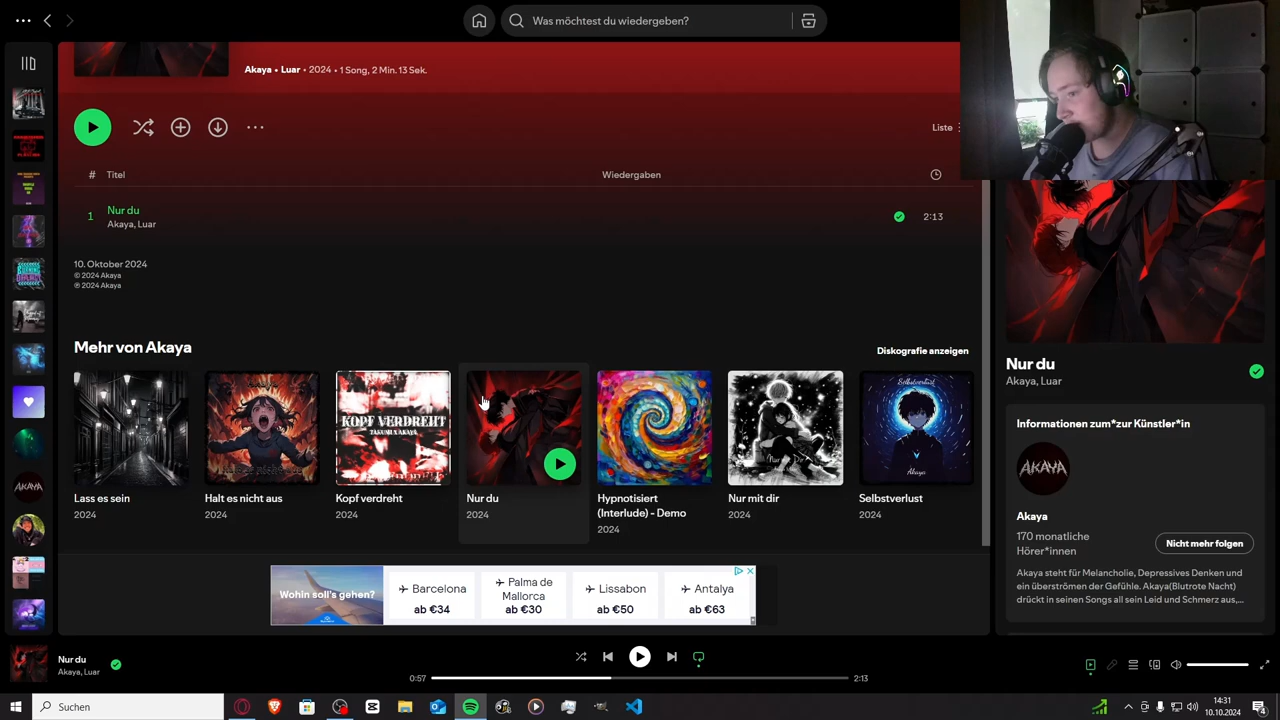 Was möchtest du wiedergeben?
Akaya • Luar • 2024 • 1 Song, 2 Min. 13 Sek.
Liste
# Titel Wiedergaben
1 Nur du 2:13
Akaya, Luar
10. Oktober 2024
© 2024 Akaya
℗ 2024 Akaya
Mehr von Akaya
Diskografie anzeigen
KOPF VERDREHT
Selbstverlust
Akaya
Lass es sein
2024
Halt es nicht aus
2024
Kopf verdreht
2024
Nur du
2024
Hypnotisiert
(Interlude) - Demo
2024
Nur mit dir
2024
Selbstverlust
2024
Wohin soll's gehen?
Barcelona
ab €34
Palma de
Mallorca
ab €30
Lissabon
ab €50
Antalya
ab €63
Nur du
Akaya, Luar
Informationen zum*zur Künstler*in
AKAYA
Akaya
170 monatliche
Hörer*innen
Nicht mehr folgen
Akaya steht für Melancholie, Depressives Denken und
ein überströmen der Gefühle. Akaya(Blutrote Nacht)
drückt in seinen Songs all sein Leid und Schmerz aus,...
Nur du
Akaya, Luar
0:57
2:13
Suchen
14:31
10.10.2024